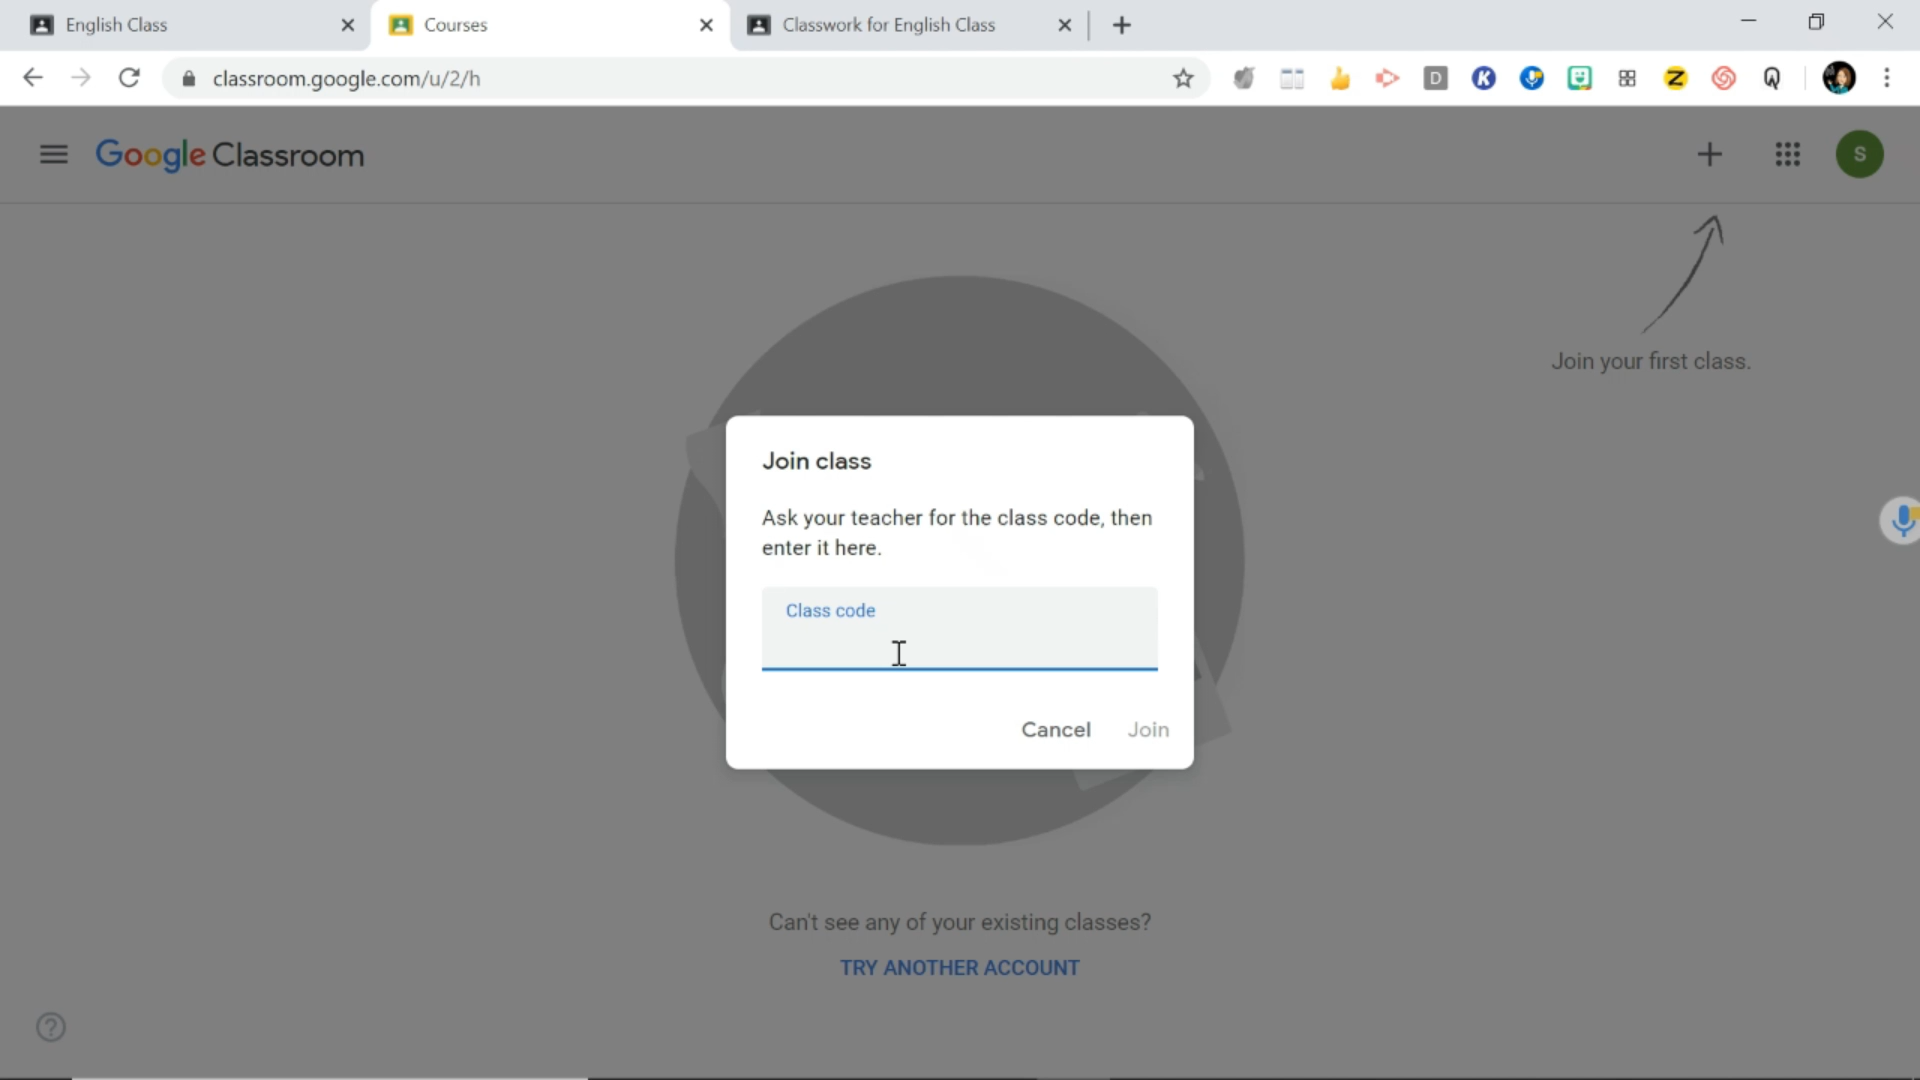 English Class
Courses
Classwork for English Class
classroom.google.com/u/2/h
Google Classroom
S
Join your first class.
Join class
Ask your teacher for the class code, then
enter it here.
Class code
Cancel
Join
Can't see any of your existing classes?
TRY ANOTHER ACCOUNT